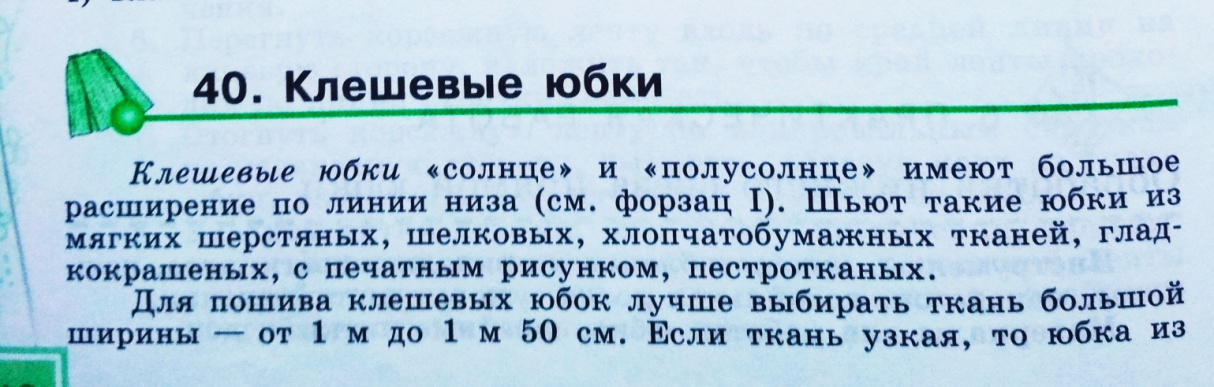 40. Клешевые юбки
Клешевые юбки «солнце» и «полусолнце» имеют большое
расширение по линии низа (см. форзац I). Шьют такие юбки из
мягких шерстяных, шелковых, хлопчатобумажных тканей, глад-
кокрашеных, с печатным рисунком, пестротканых.
Для пошива клешевых юбок лучше выбирать ткань большой
ширины – от 1 м до 1 м 50 см. Если ткань узкая, то юбка из